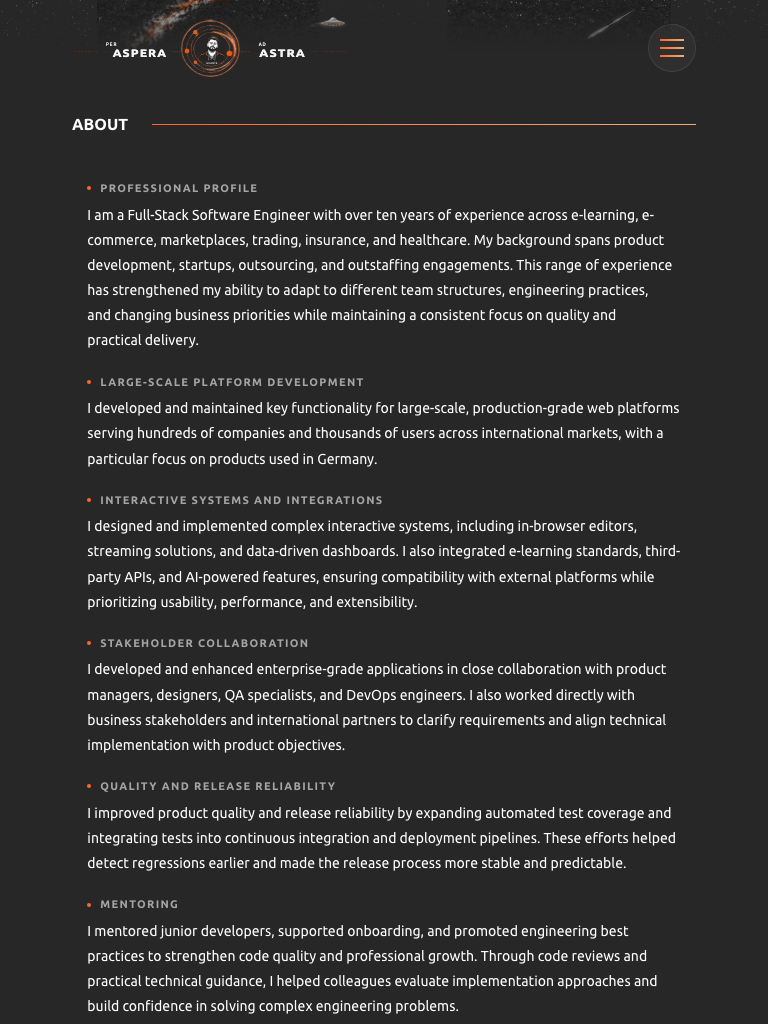 PER
ASPERA
AD
ASTRA
ABOUT
PROFESSIONAL PROFILE
I am a Full-Stack Software Engineer with over ten years of experience across e-learning, e-
commerce, marketplaces, trading, insurance, and healthcare. My background spans product
development, startups, outsourcing, and outstaffing engagements. This range of experience
has strengthened my ability to adapt to different team structures, engineering practices,
and changing business priorities while maintaining a consistent focus on quality and
practical delivery.
LARGE-SCALE PLATFORM DEVELOPMENT
I developed and maintained key functionality for large-scale, production-grade web platforms
serving hundreds of companies and thousands of users across international markets, with a
particular focus on products used in Germany.
INTERACTIVE SYSTEMS AND INTEGRATIONS
I designed and implemented complex interactive systems, including in-browser editors,
streaming solutions, and data-driven dashboards. I also integrated e-learning standards, third-
party APIs, and AI-powered features, ensuring compatibility with external platforms while
prioritizing usability, performance, and extensibility.
STAKEHOLDER COLLABORATION
I developed and enhanced enterprise-grade applications in close collaboration with product
managers, designers, QA specialists, and DevOps engineers. I also worked directly with
business stakeholders and international partners to clarify requirements and align technical
implementation with product objectives.
QUALITY AND RELEASE RELIABILITY
I improved product quality and release reliability by expanding automated test coverage and
integrating tests into continuous integration and deployment pipelines. These efforts helped
detect regressions earlier and made the release process more stable and predictable.
MENTORING
I mentored junior developers, supported onboarding, and promoted engineering best
practices to strengthen code quality and professional growth. Through code reviews and
practical technical guidance, I helped colleagues evaluate implementation approaches and
build confidence in solving complex engineering problems.